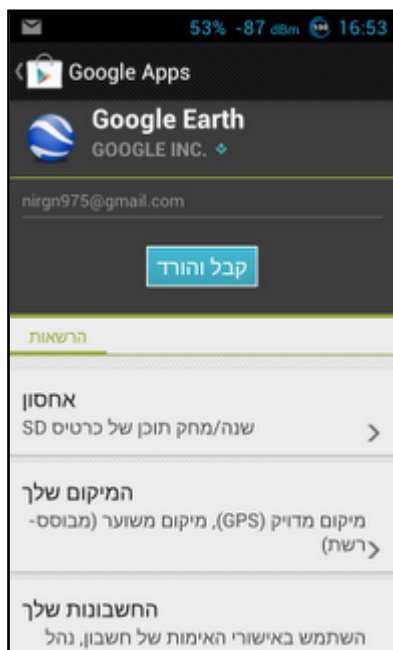 53% -87 dBm 16:53
Google Apps
Google Earth
GOOGLE INC.
nirgn975@gmail.com
קבל והורד
הרשאות
אחסון
שנה/מחק תוכן של כרטיס SD
המיקום שלך
מיקום מדויק (GPS), מיקום משוער (מבוסס-
רשת)
החשבונות שלך
השתמש באישורי האימות של חשבון, נהל